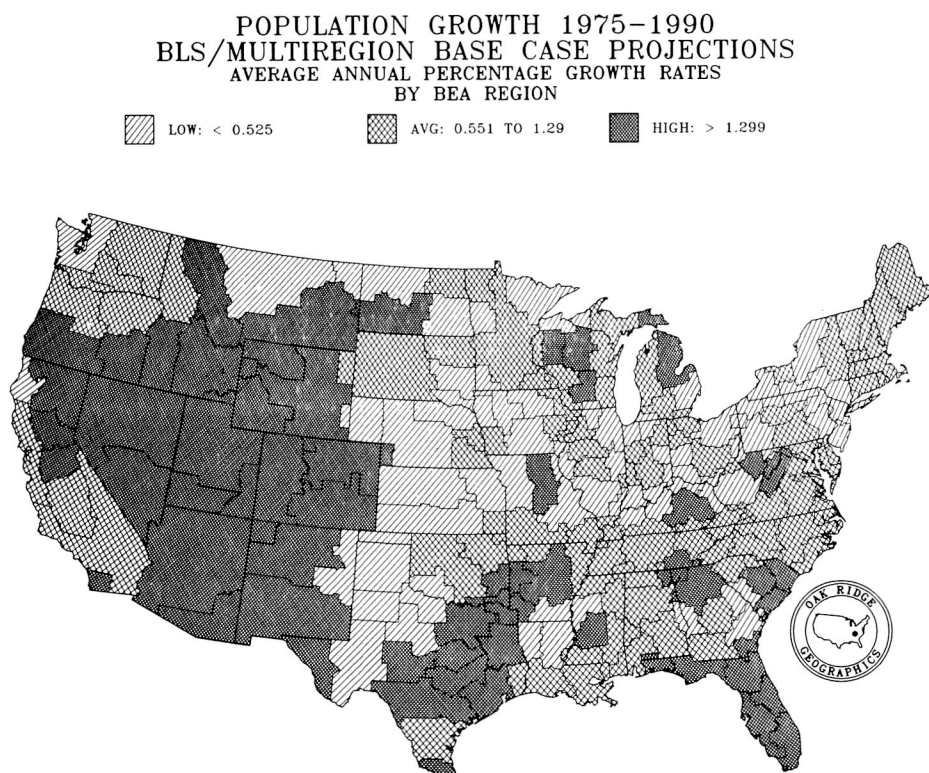 POPULATION GROWTH 1975-1990
BLS/MULTIREGION BASE CASE PROJECTIONS
AVERAGE ANNUAL PERCENTAGE GROWTH RATES
BY BEA REGION
LOW: < 0.525
AVG: 0.551 TO 1.29
HIGH: > 1.299
OAK RIDGE
GEOGRAPHICS